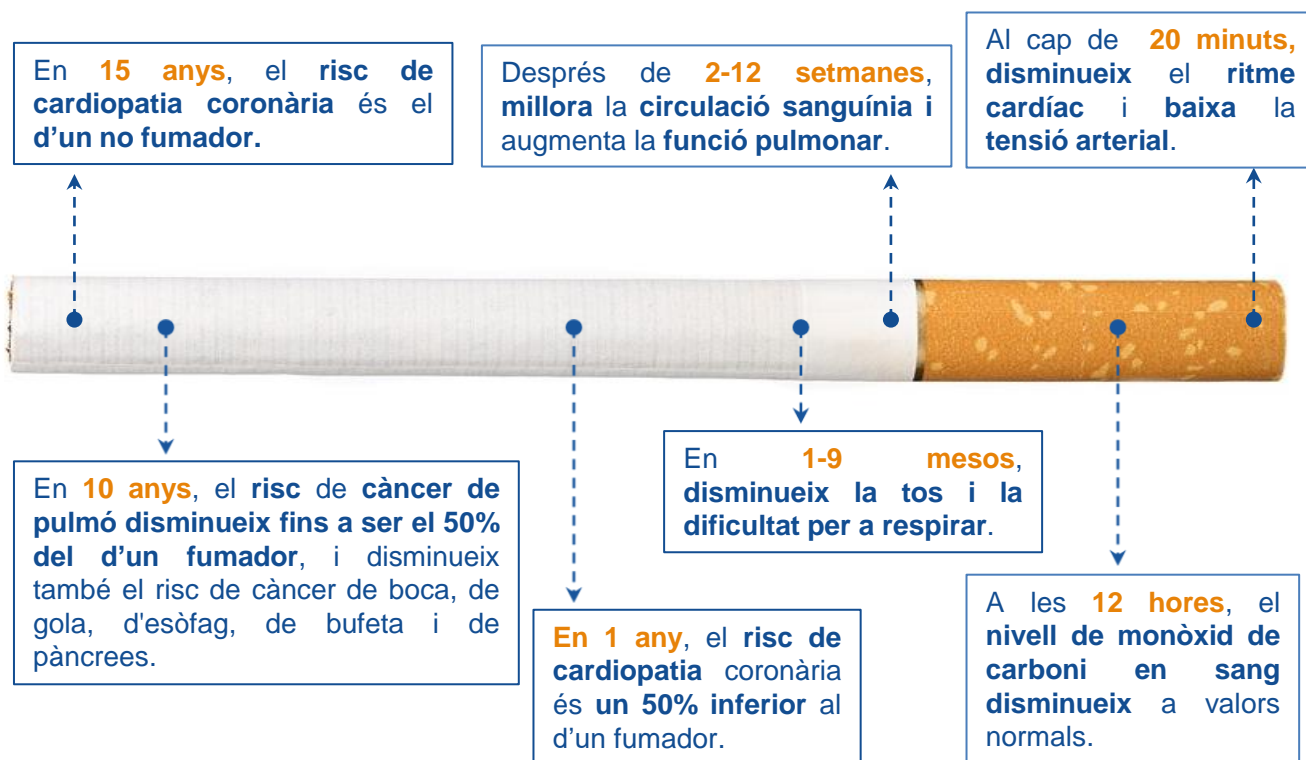 En 15 anys, el risc de
cardiopatia coronària és el
d’un no fumador.
Després de 2-12 setmanes,
millora la circulació sanguínia i
augmenta la funció pulmonar.
Al cap de 20 minuts,
disminueix el ritme
cardíac i baixa la
tensió arterial.
En 10 anys, el risc de càncer de
pulmó disminueix fins a ser el 50%
del d’un fumador, i disminueix
també el risc de càncer de boca, de
gola, d'esòfag, de bufeta i de
pàncrees.
En 1 any, el risc de
cardiopatia coronària
és un 50% inferior al
d’un fumador.
En 1-9 mesos,
disminueix la tos i la
dificultat per a respirar.
A les 12 hores, el
nivell de monòxid de
carboni en sang
disminueix a valors
normals.